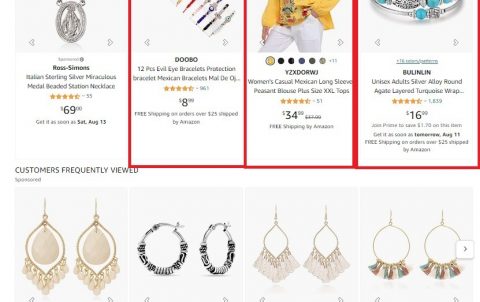 Sponsored
Ross-Simons
Italian Sterling Silver Miraculous
Medal Beaded Station Necklace
55
$69.00
Get it as soon as Sat, Aug 13
DOOBO
12 Pcs Evil Eye Bracelets Protection
bracelet Mexican Bracelets Mal De Oj...
961
$8.99
FREE Shipping on orders over $25 shipped
by Amazon
+11
YZXDORWJ
Women's Casual Mexican Long Sleeve
Peasant Blouse Plus Size XXL Tops
51
$34.99 $37.99
FREE Shipping by Amazon
+76 colors/patterns
BULINLIN
Unisex Adults Silver Alloy Round
Agate Layered Turquoise Wrap...
1,839
$16.99
Join Prime to save $1.70 on this item
Get it as soon as tomorrow, Aug 11
FREE Shipping on orders over $25 shipped
by Amazon
CUSTOMERS FREQUENTLY VIEWED
Sponsored